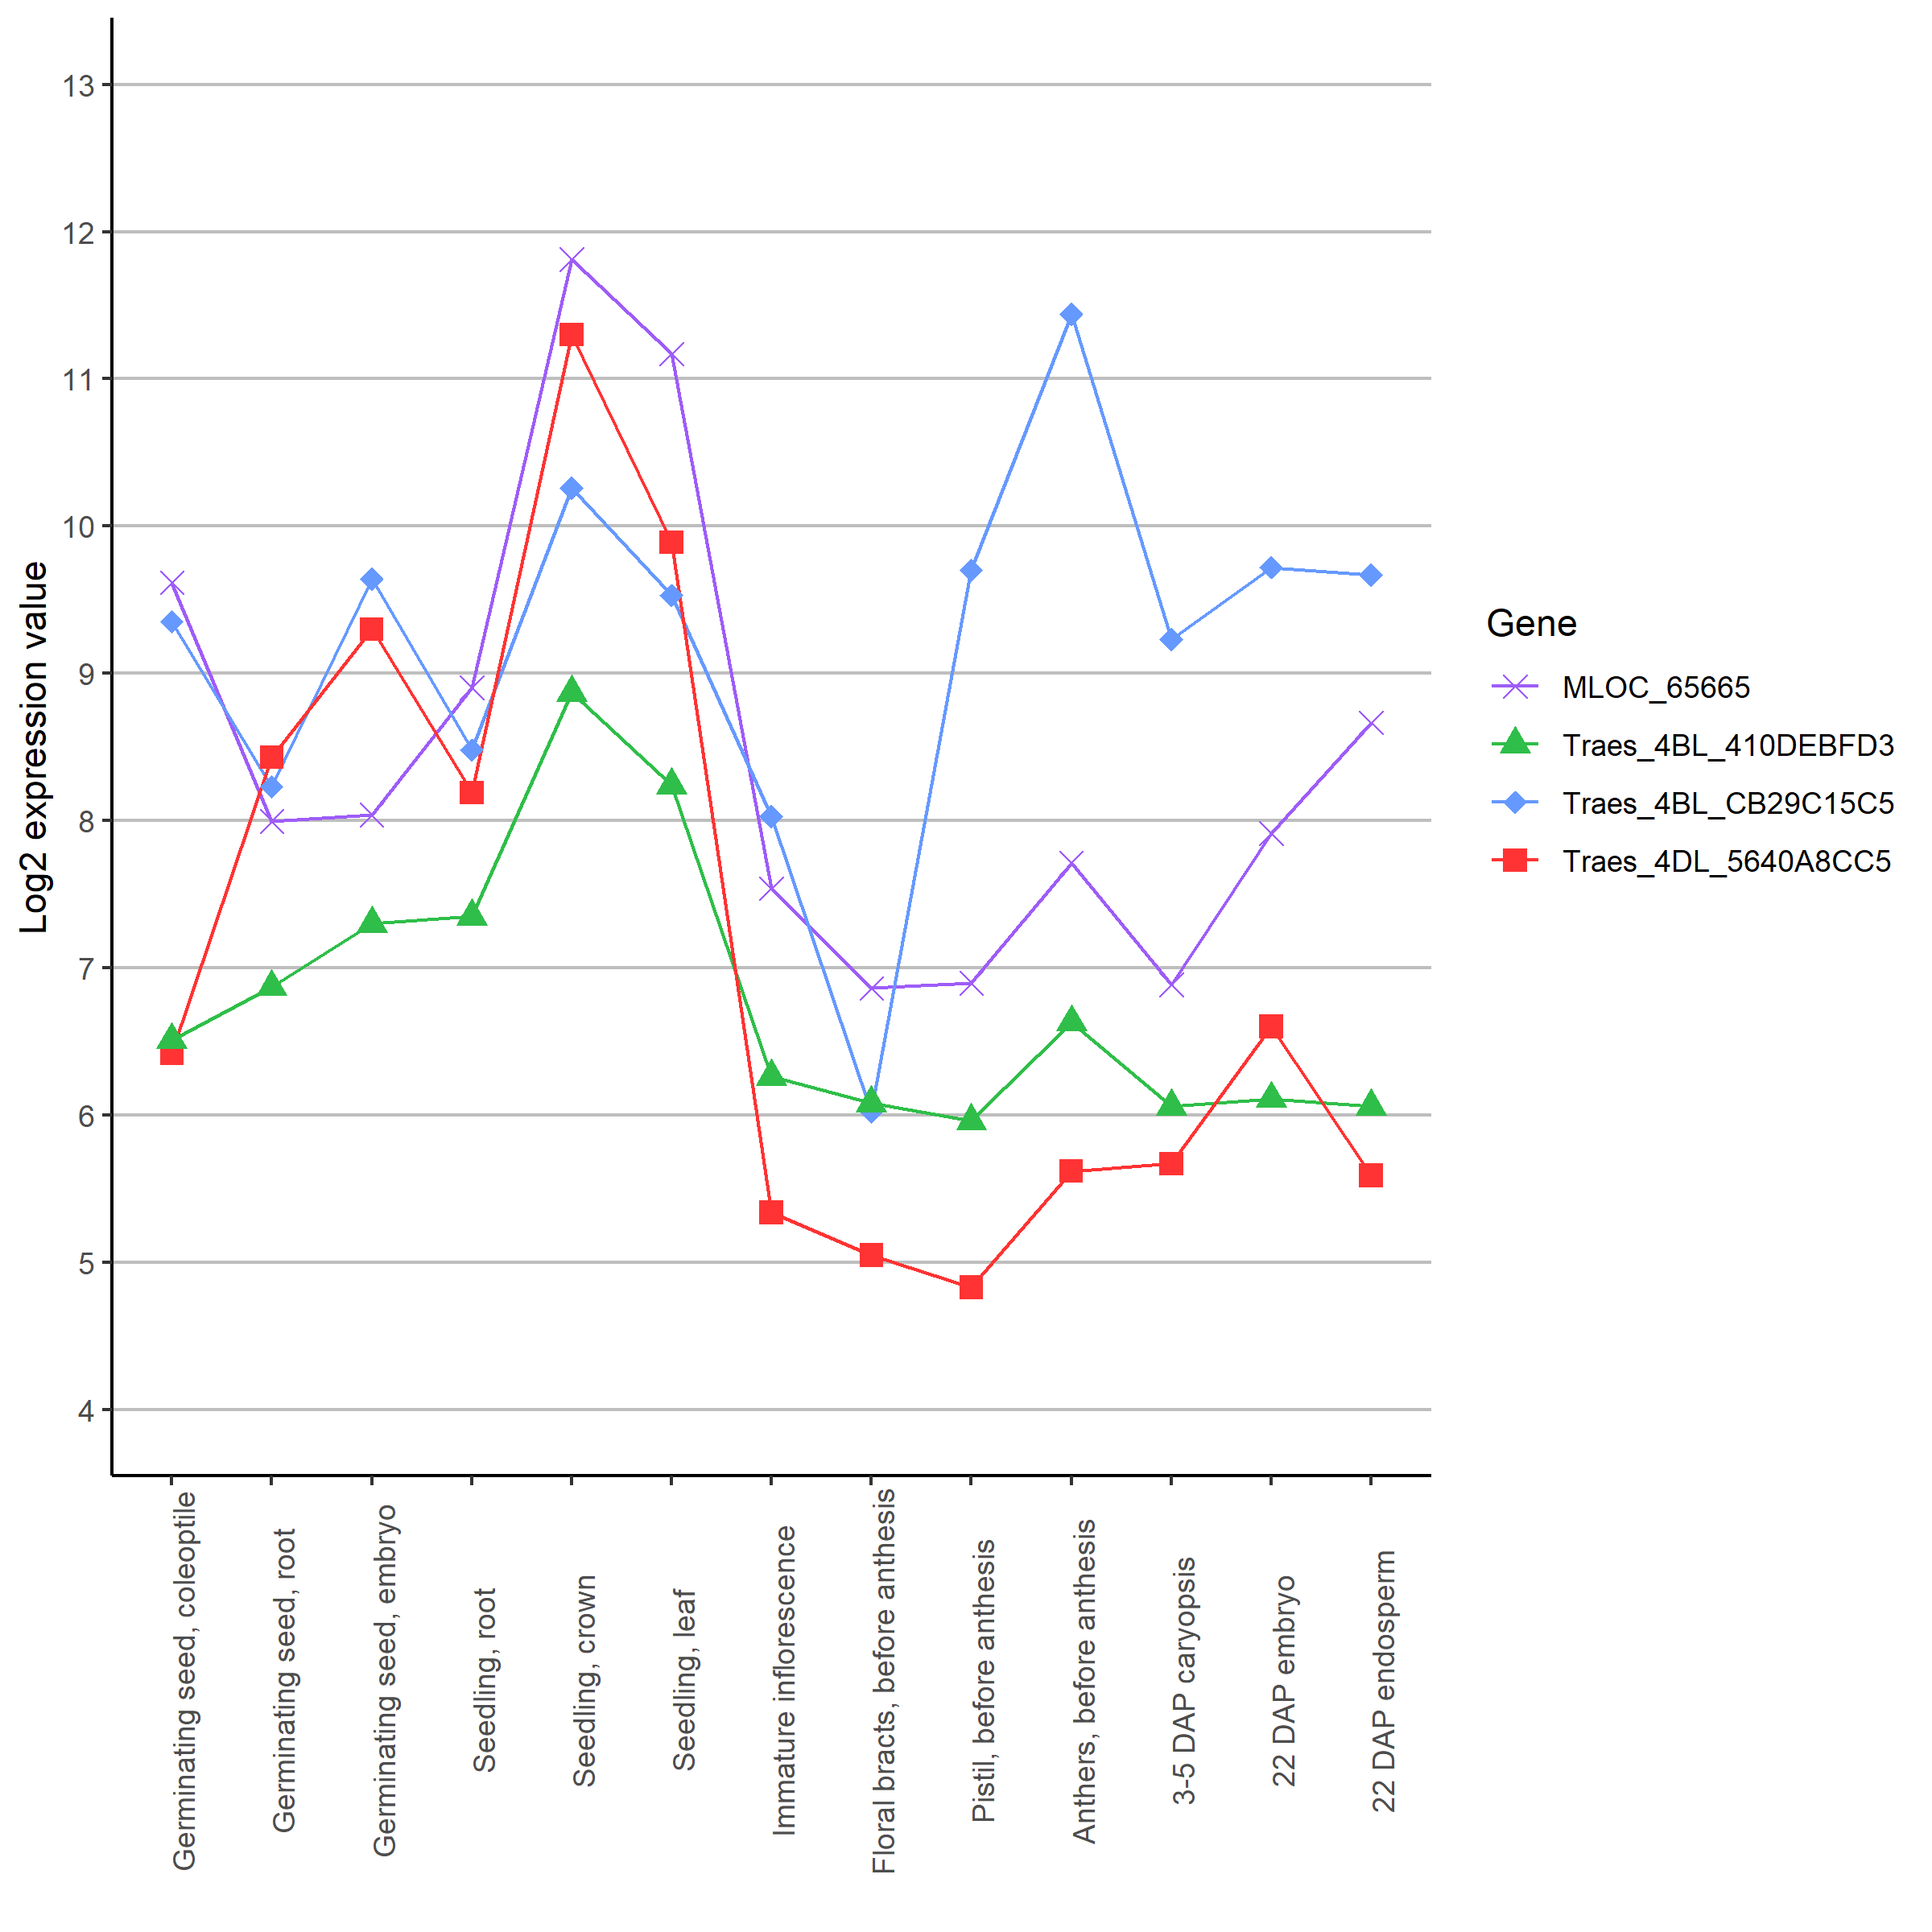 Log2 expression value
13
12
11
10
9
8
7
6
5
4
Germinating seed, coleoptile
Germinating seed, root
Germinating seed, embryo
Seedling, root
Seedling, crown
Seedling, leaf
Immature inflorescence
Floral bracts, before anthesis
Pistil, before anthesis
Anthers, before anthesis
3-5 DAP caryopsis
22 DAP embryo
22 DAP endosperm
Gene
MLOC_65665
Traes_4BL_410DEBFD3
Traes_4BL_CB29C15C5
Traes_4DL_5640A8CC5